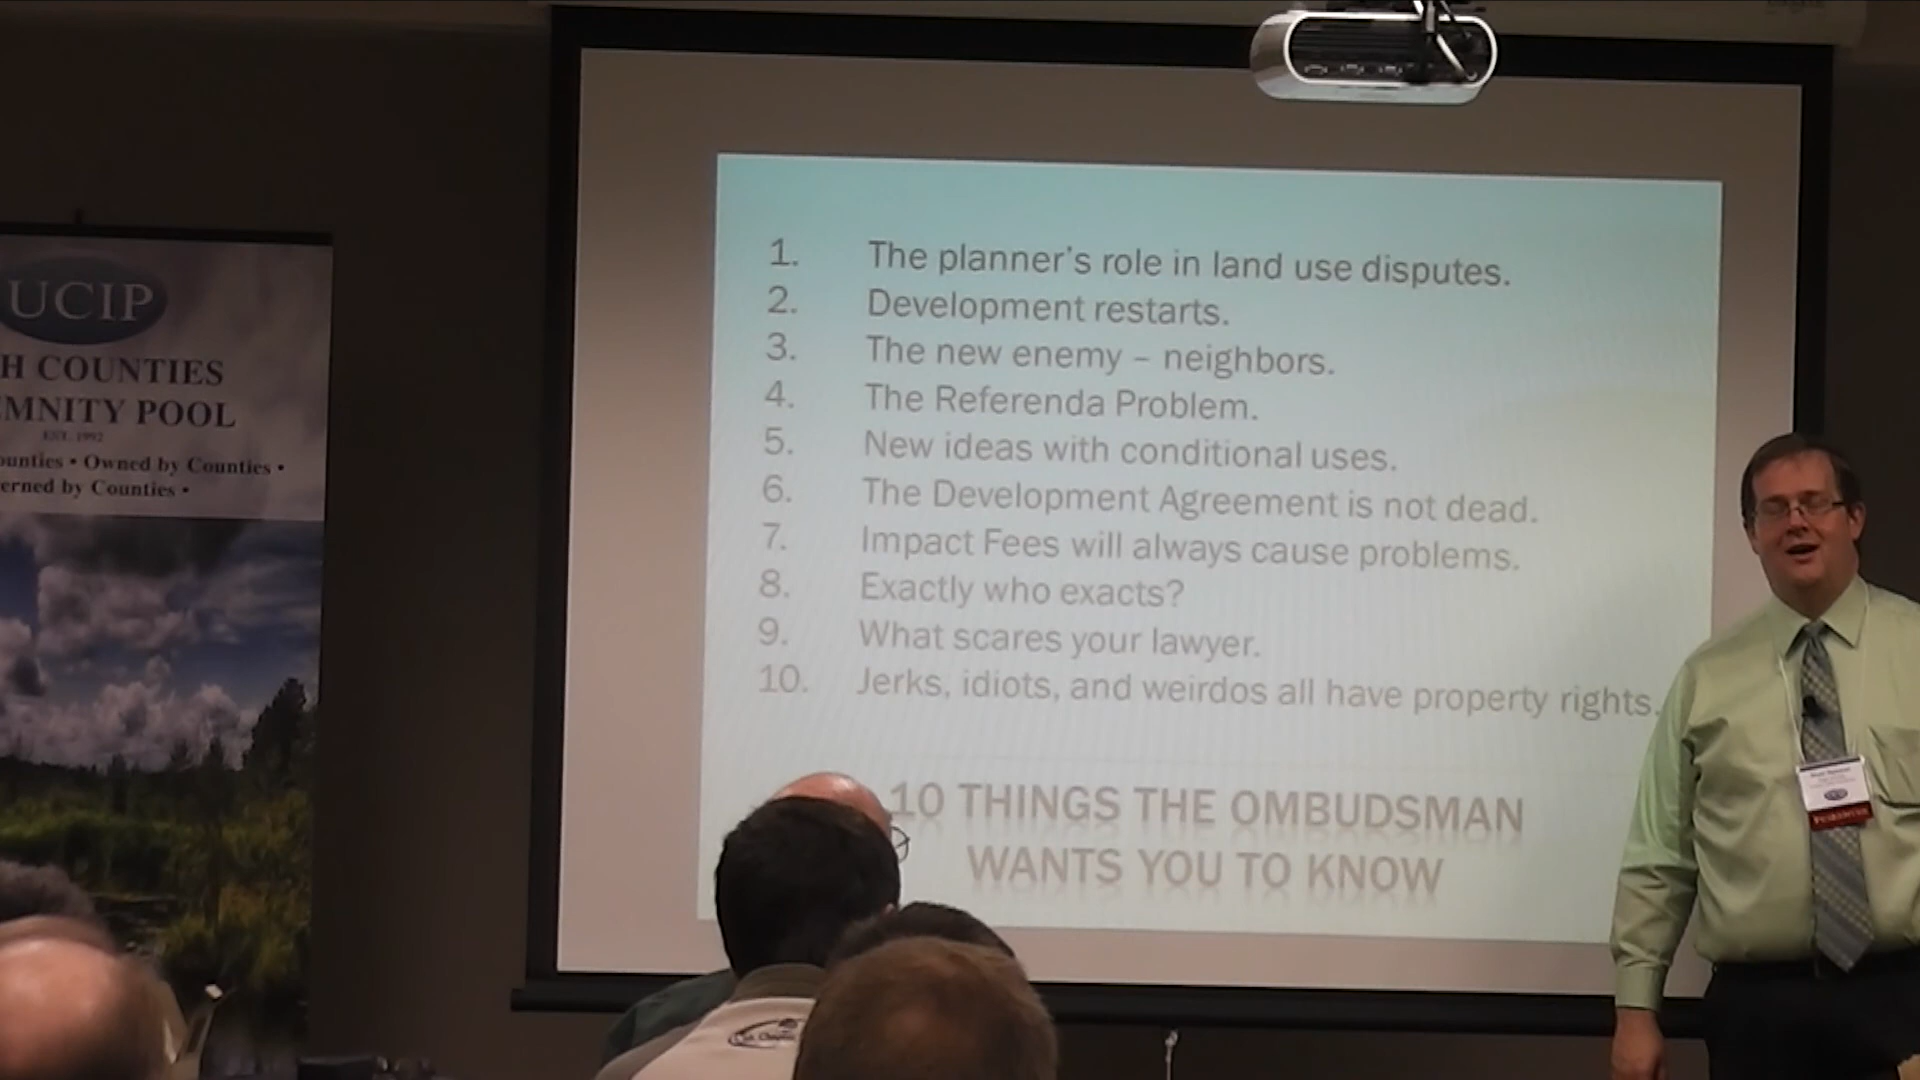 UCIP
H COUNTIES
EMNITY POOL
EST. 1992
ounties • Owned by Counties •
erned by Counties •
1. The planner's role in land use disputes.
2. Development restarts.
3. The new enemy – neighbors.
4. The Referenda Problem.
5. New ideas with conditional uses.
6. The Development Agreement is not dead.
7. Impact Fees will always cause problems.
8. Exactly who exacts?
9. What scares your lawyer.
10. Jerks, idiots, and weirdos all have property rights.
10 THINGS THE OMBUDSMAN
WANTS YOU TO KNOW